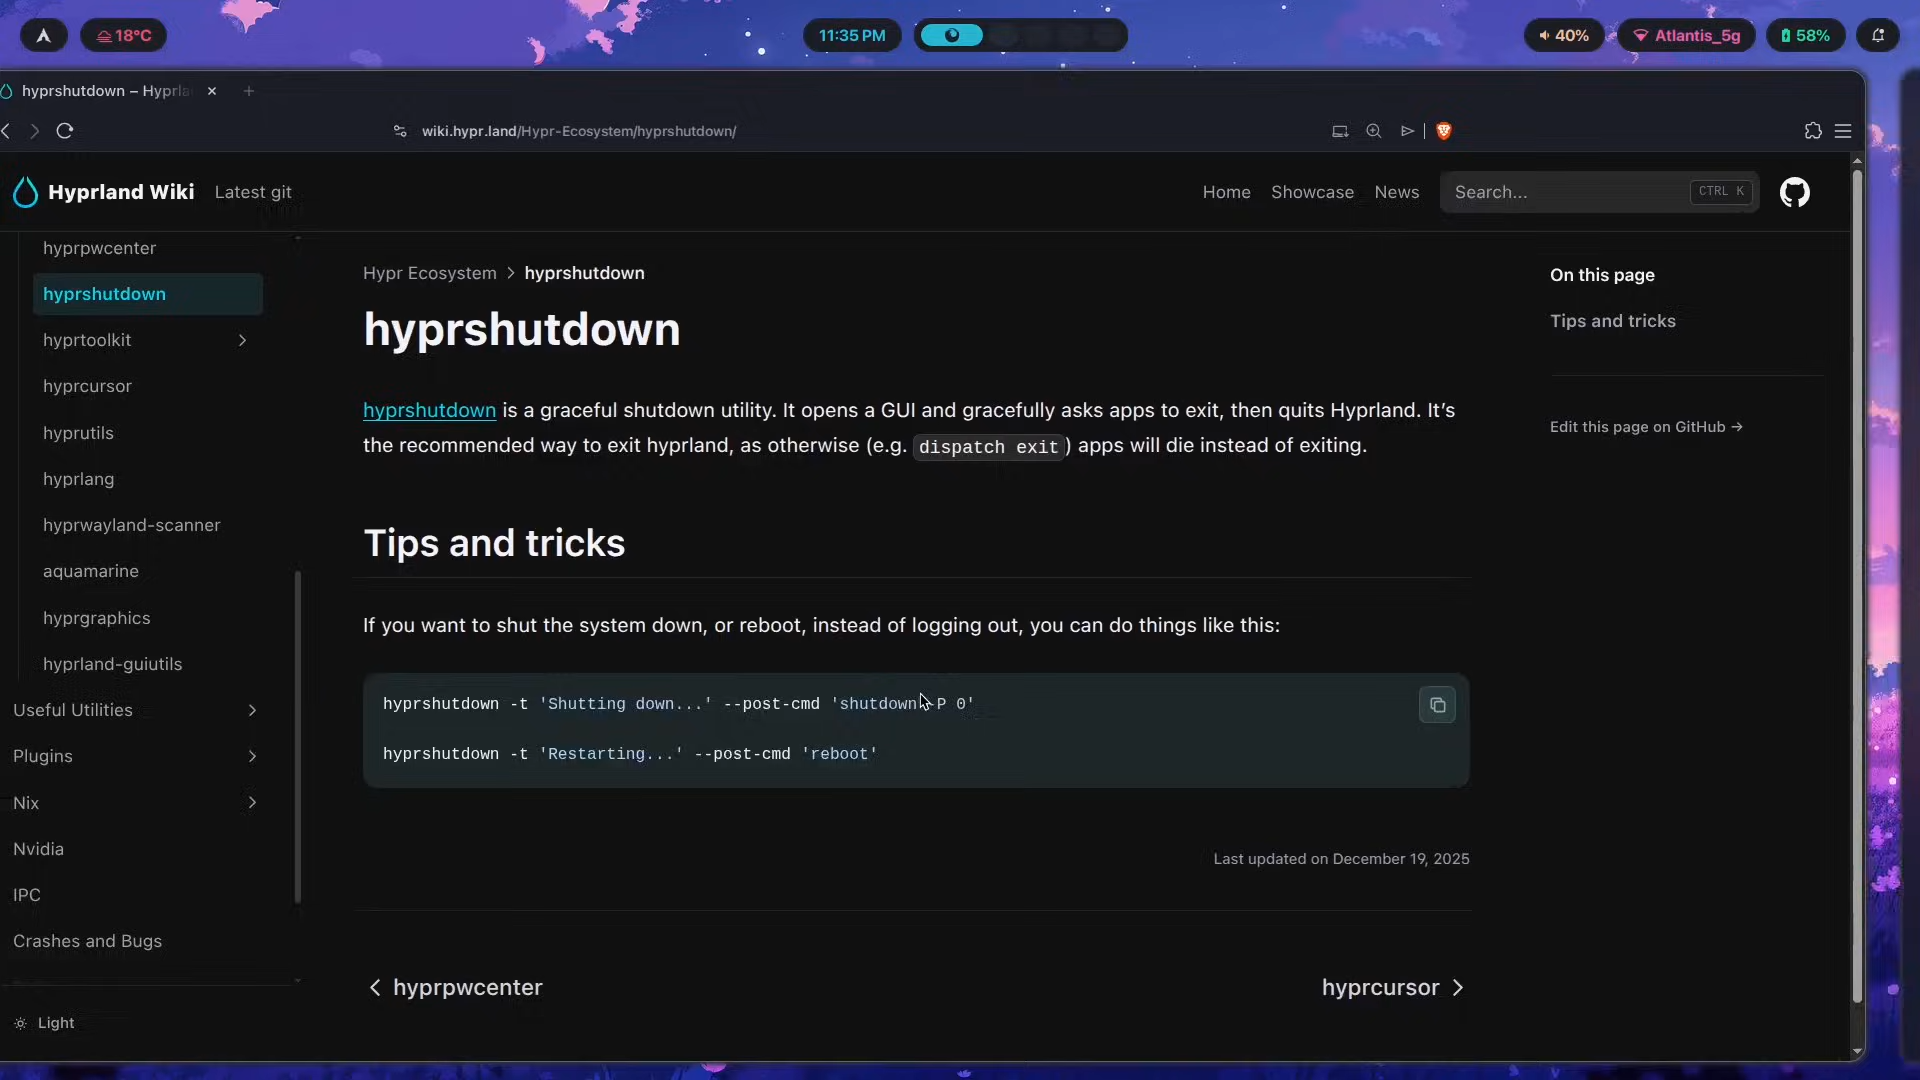 18°C
11:35 PM
40%
Atlantis_5g
58%
hyprshutdown – Hyprla
wiki.hypr.land/Hypr-Ecosystem/hyprshutdown/
Hyprland Wiki
Latest git
Home
Showcase
News
Search...
CTRL K
hyprpwcenter
hyprshutdown
hyprtoolkit
hyprcursor
hyprutils
hyprlang
hyprwayland-scanner
aquamarine
hyprgraphics
hyprland-guiutils
Useful Utilities
Plugins
Nix
Nvidia
IPC
Crashes and Bugs
Light
Hypr Ecosystem > hyprshutdown
hyprshutdown
hyprshutdown is a graceful shutdown utility. It opens a GUI and gracefully asks apps to exit, then quits Hyprland. It’s
the recommended way to exit hyprland, as otherwise (e.g. dispatch exit) apps will die instead of exiting.
Tips and tricks
If you want to shut the system down, or reboot, instead of logging out, you can do things like this:
hyprshutdown -t 'Shutting down...' --post-cmd 'shutdown -P 0'
hyprshutdown -t 'Restarting...' --post-cmd 'reboot'
Last updated on December 19, 2025
hyprpwcenter
hyprcursor
On this page
Tips and tricks
Edit this page on GitHub →